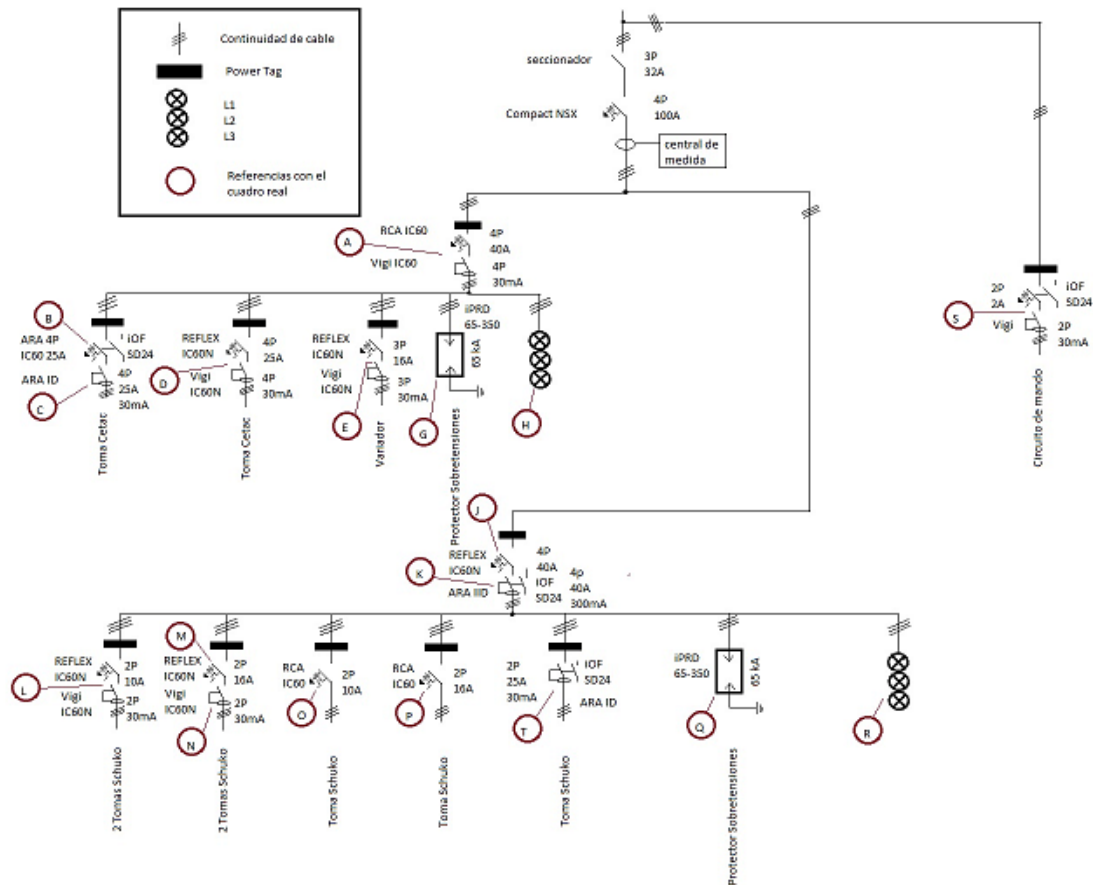 Continuidad de cable
Power Tag
L1
L2
L3
Referencias con el
cuadro real
seccionador
3P
32A
Compact NSX
4P
100A
central de
medida
A
RCA IC60
4P
40A
Vigi IC60
4P
30mA
B
ARA 4P
IC60 25A
iOF
SD24
ARA ID
4P
25A
30mA
C
Toma Cetac
REFLEX
IC60N
4P
25A
D
Vigi
IC60N
4P
30mA
Toma Cetac
REFLEX
IC60N
3P
16A
Vigi
IC60N
3P
30mA
E
Variador
iPRD
65-350
65 kA
G
Protector Sobretensiones
H
2P
2A
iOF
SD24
S
Vigi
2P
30mA
Circuito de mando
J
REFLEX
IC60N
4P
40A
K
ARA IID
iOF
SD24
4P
40A
300mA
L
REFLEX
IC60N
2P
10A
Vigi
IC60N
2P
30mA
2 Tomas Schuko
M
REFLEX
IC60N
2P
16A
Vigi
IC60N
2P
30mA
N
2 Tomas Schuko
RCA
IC60
2P
10A
O
Toma Schuko
RCA
IC60
2P
16A
P
Toma Schuko
2P
25A
30mA
iOF
SD24
ARA ID
T
Toma Schuko
iPRD
65-350
65 kA
Q
Protector Sobretensiones
R